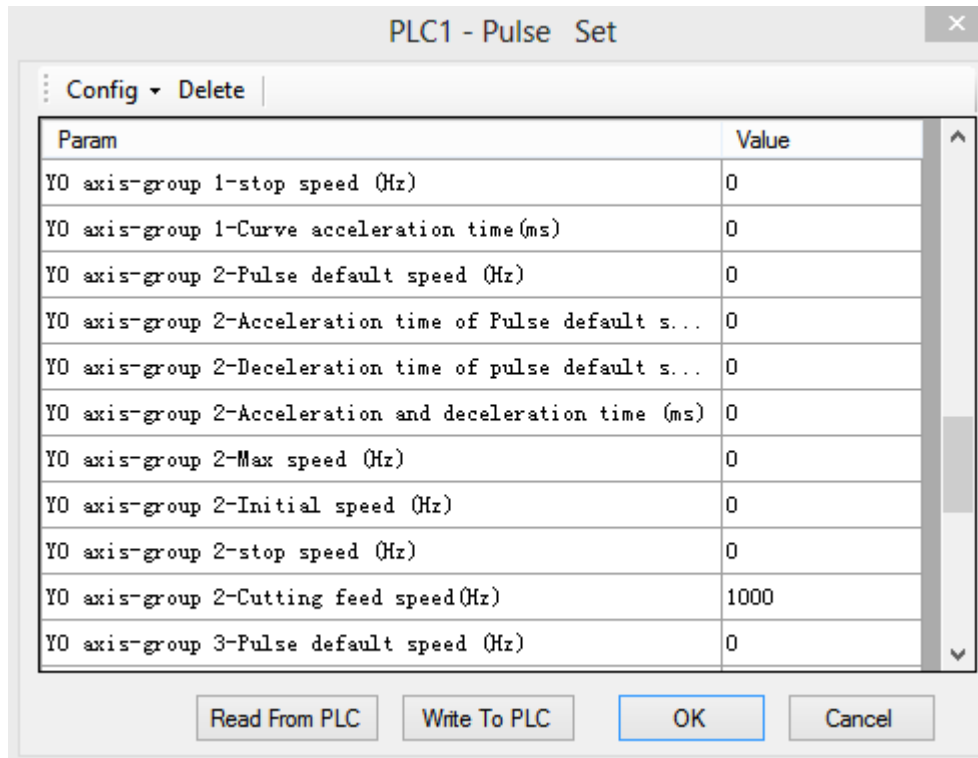 PLC1 - Pulse Set
Config Delete
Param Value
Y0 axis-group 1-stop speed (Hz) 0
Y0 axis-group 1-Curve acceleration time(ms) 0
Y0 axis-group 2-Pulse default speed (Hz) 0
Y0 axis-group 2-Acceleration time of Pulse default s... 0
Y0 axis-group 2-Deceleration time of pulse default s... 0
Y0 axis-group 2-Acceleration and deceleration time (ms) 0
Y0 axis-group 2-Max speed (Hz) 0
Y0 axis-group 2-Initial speed (Hz) 0
Y0 axis-group 2-stop speed (Hz) 0
Y0 axis-group 2-Cutting feed speed(Hz) 1000
Y0 axis-group 3-Pulse default speed (Hz) 0
Read From PLC Write To PLC OK Cancel